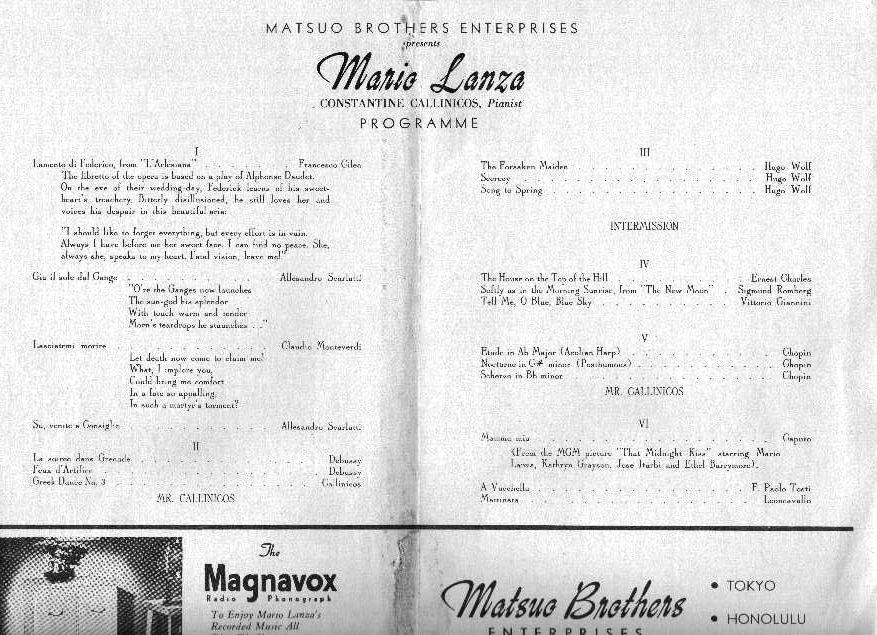 MATSUO BROTHERS ENTERPRISES
presents
Mario Lanza
CONSTANTINE CALLINICOS, Pianist
PROGRAMME
I
Lamento di Federico, from "L'Arlesiana" . . . . . . . Francesco Cilea
The libretto of the opera is based on a play of Alphonse Daudet.
On the eve of their wedding-day, Federick learns of his sweet-
heart's treachery. Bitterly disillusioned, he still loves her and
voices his despair in this beautiful aria:
"I should like to forget everything, but every effort is in vain.
Always I have before me her sweet face. I can find no peace. She,
always she, speaks to my heart. Fatal vision, leave me!"
Gia il sole dal Gange . . . . . . . . . . Allesandro Scarlatti
"O'er the Ganges now launches
The sun-god his splendor
With touch warm and tender
Morn's teardrops he staunches . ."
Lasciatemi morire . . . . . . . . . . . Claudio Monteverdi
Let death now come to claim me!
What, I implore you,
Could bring me comfort
In a fate so appalling,
In such a martyr's torment?
Su, venite a Consiglio . . . . . . . . . . Allesandro Scarlatti
II
La soiree dans Grenade . . . . . . . . . . . . Debussy
Feux d'Artifice . . . . . . . . . . . . . . Debussy
Greek Dance No. 3 . . . . . . . . . . . . . Callinicos
MR. CALLINICOS
III
The Forsaken Maiden . . . . . . . . . . . . Hugo Wolf
Secrecy . . . . . . . . . . . . . . . . Hugo Wolf
Song to Spring . . . . . . . . . . . . . . Hugo Wolf
INTERMISSION
IV
The House on the Top of the Hill . . . . . . . . . Ernest Charles
Softly as in the Morning Sunrise, from "The New Moon" . Sigmund Romberg
Tell Me, O Blue, Blue Sky . . . . . . . . . . Vittorio Giannini
V
Etude in Ab Major (Aeolian Harp) . . . . . . . . . . Chopin
Nocturne in C# minor (Posthumous) . . . . . . . . . Chopin
Scherzo in Bb minor . . . . . . . . . . . . . Chopin
MR. CALLINICOS
VI
Mamma mia . . . . . . . . . . . . . . . Caputo
(From the MGM picture "That Midnight Kiss" starring Mario
Lanza, Kathryn Grayson, Jose Iturbi and Ethel Barrymore).
A Vucchella . . . . . . . . . . . . . . F. Paolo Tosti
Mattinata . . . . . . . . . . . . . . . Leoncavallo
The
Magnavox
Radio Phonograph
To Enjoy Mario Lanza's
Recorded Music All
Matsuo Brothers
ENTERPRISES
• TOKYO
• HONOLULU